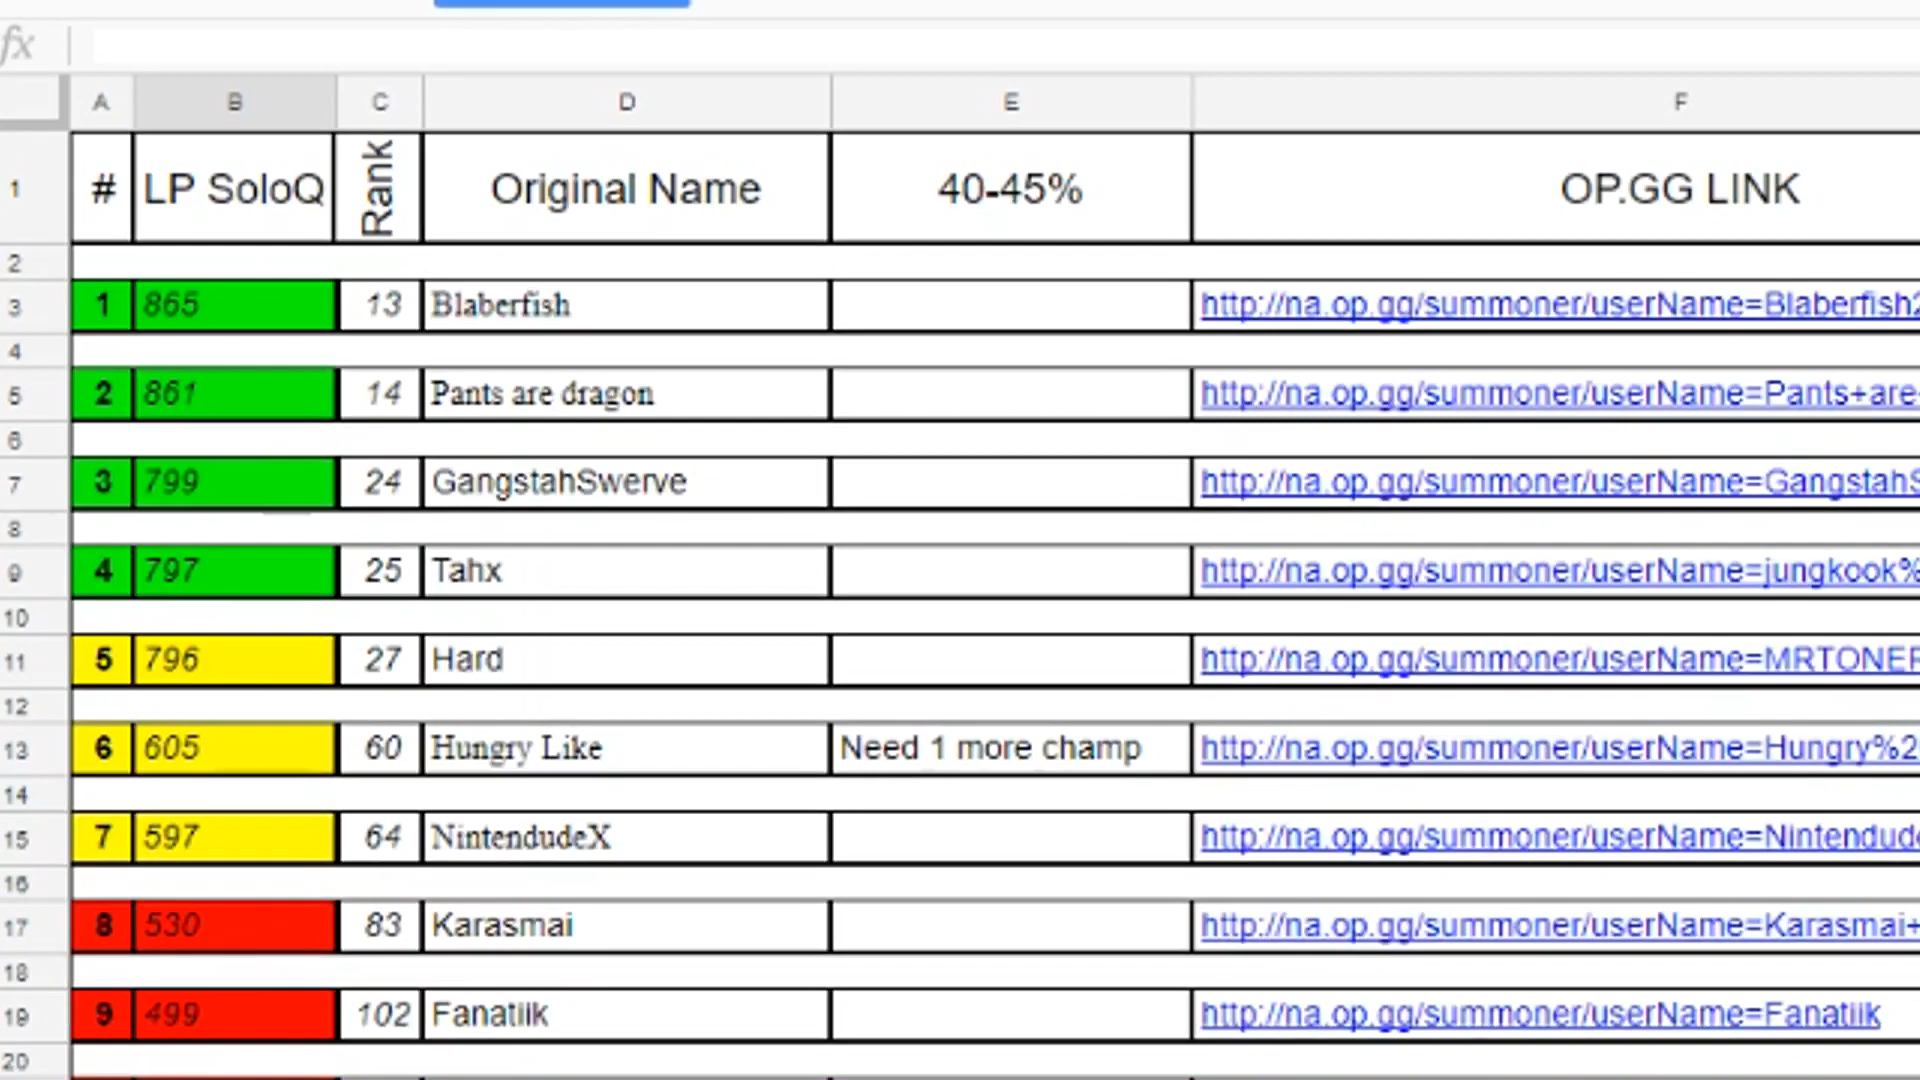 fx
A B C D E F
1 # LP SoloQ Rank Original Name 40-45% OP.GG LINK
2
3 1 865 13 Blaberfish http://na.op.gg/summoner/userName=Blaberfish2
4
5 2 861 14 Pants are dragon http://na.op.gg/summoner/userName=Pants+are
6
7 3 799 24 GangstahSwerve http://na.op.gg/summoner/userName=GangstahS
8
9 4 797 25 Tahx http://na.op.gg/summoner/userName=jungkook%
10
11 5 796 27 Hard http://na.op.gg/summoner/userName=MRTONER
12
13 6 605 60 Hungry Like Need 1 more champ http://na.op.gg/summoner/userName=Hungry%2
14
15 7 597 64 NintendudeX http://na.op.gg/summoner/userName=Nintendude
16
17 8 530 83 Karasmai http://na.op.gg/summoner/userName=Karasmai+
18
19 9 499 102 Fanatiik http://na.op.gg/summoner/userName=Fanatiik
20